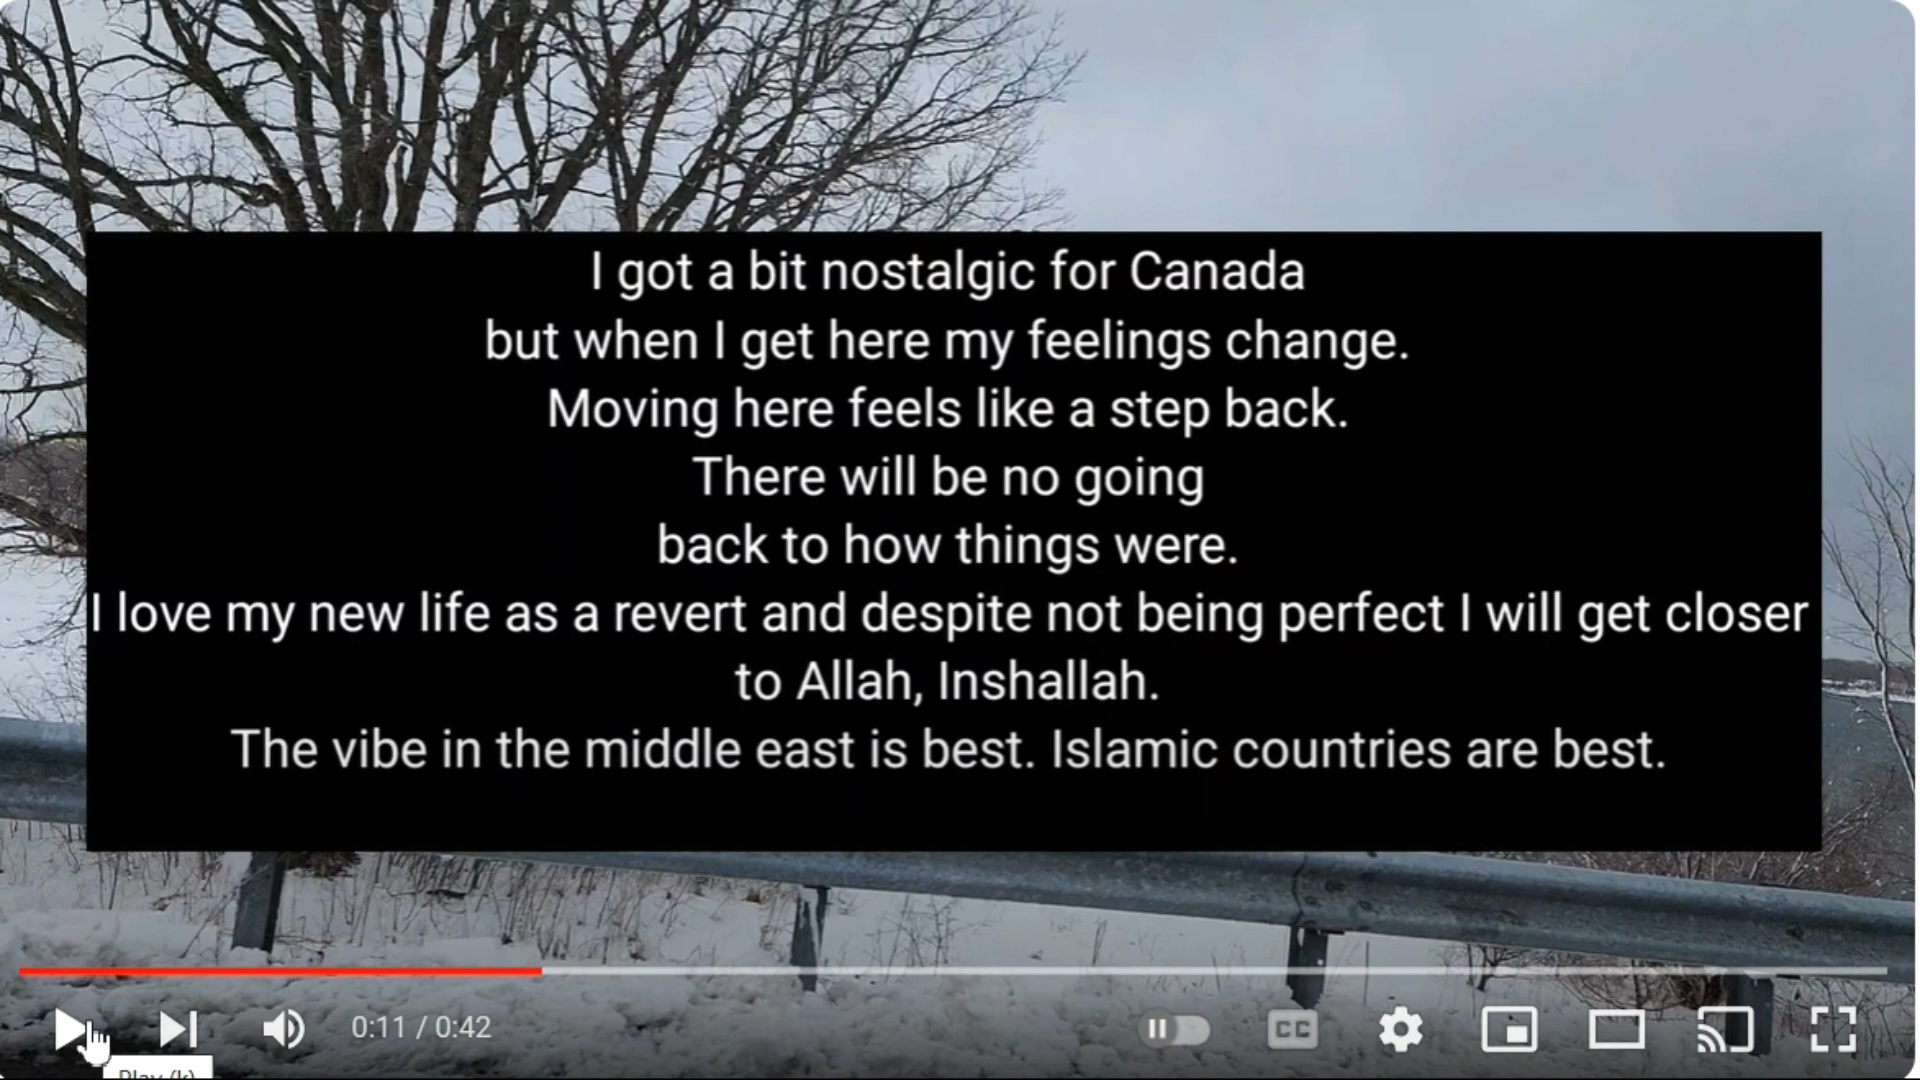 I got a bit nostalgic for Canada
but when I get here my feelings change.
Moving here feels like a step back.
There will be no going
back to how things were.
I love my new life as a revert and despite not being perfect I will get closer
to Allah, Inshallah.
The vibe in the middle east is best. Islamic countries are best.
0:11 / 0:42
CC
Play (k)